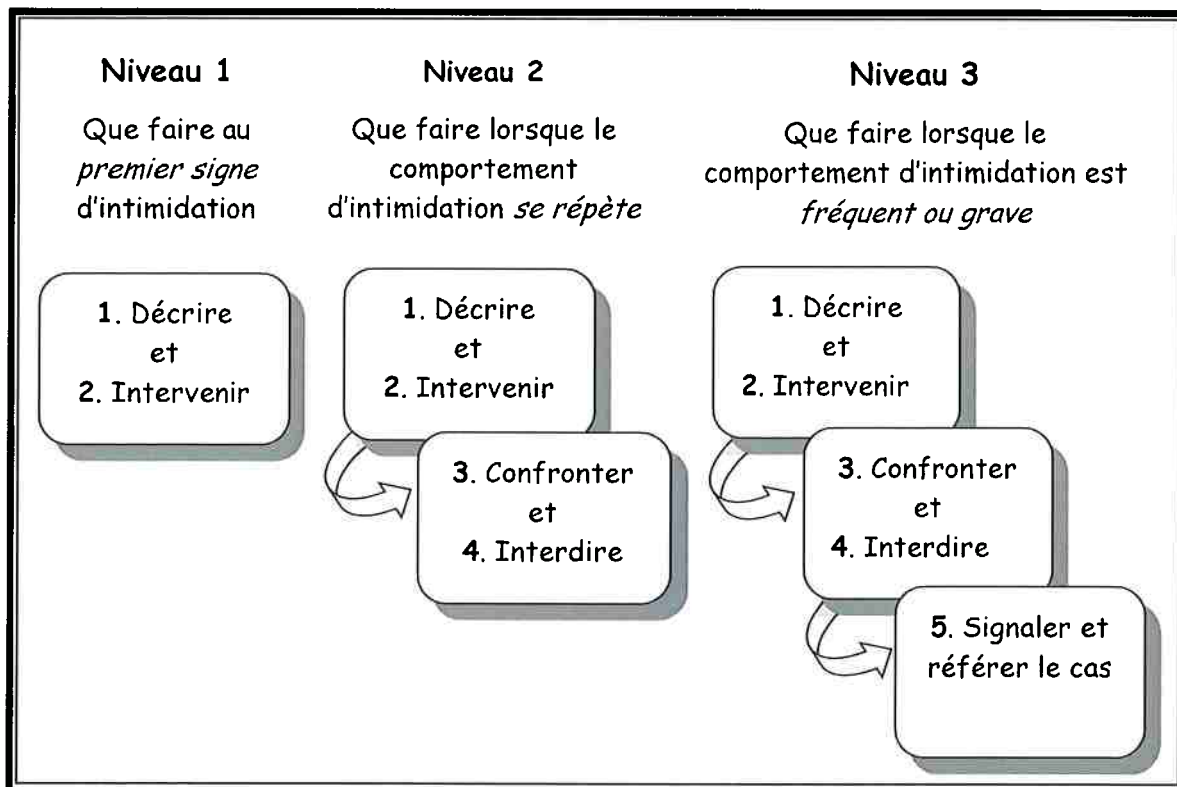 Niveau 1
Que faire au
premier signe
d'intimidation
1. Décrire
et
2. Intervenir
Niveau 2
Que faire lorsque le
comportement
d'intimidation se répète
1. Décrire
et
2. Intervenir
3. Confronter
et
4. Interdire
Niveau 3
Que faire lorsque le
comportement d'intimidation est
fréquent ou grave
1. Décrire
et
2. Intervenir
3. Confronter
et
4. Interdire
5. Signaler et
référer le cas